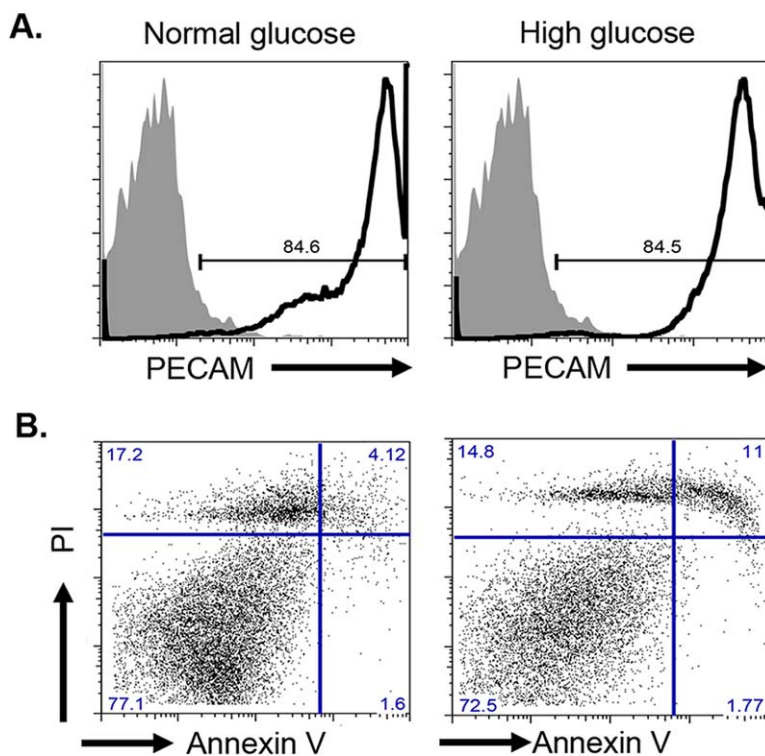 A.
Normal glucose
High glucose
84.6
84.5
PECAM
PECAM
B.
17.2
4.12
14.8
11
PI
77.1
1.6
72.5
1.77
Annexin V
Annexin V